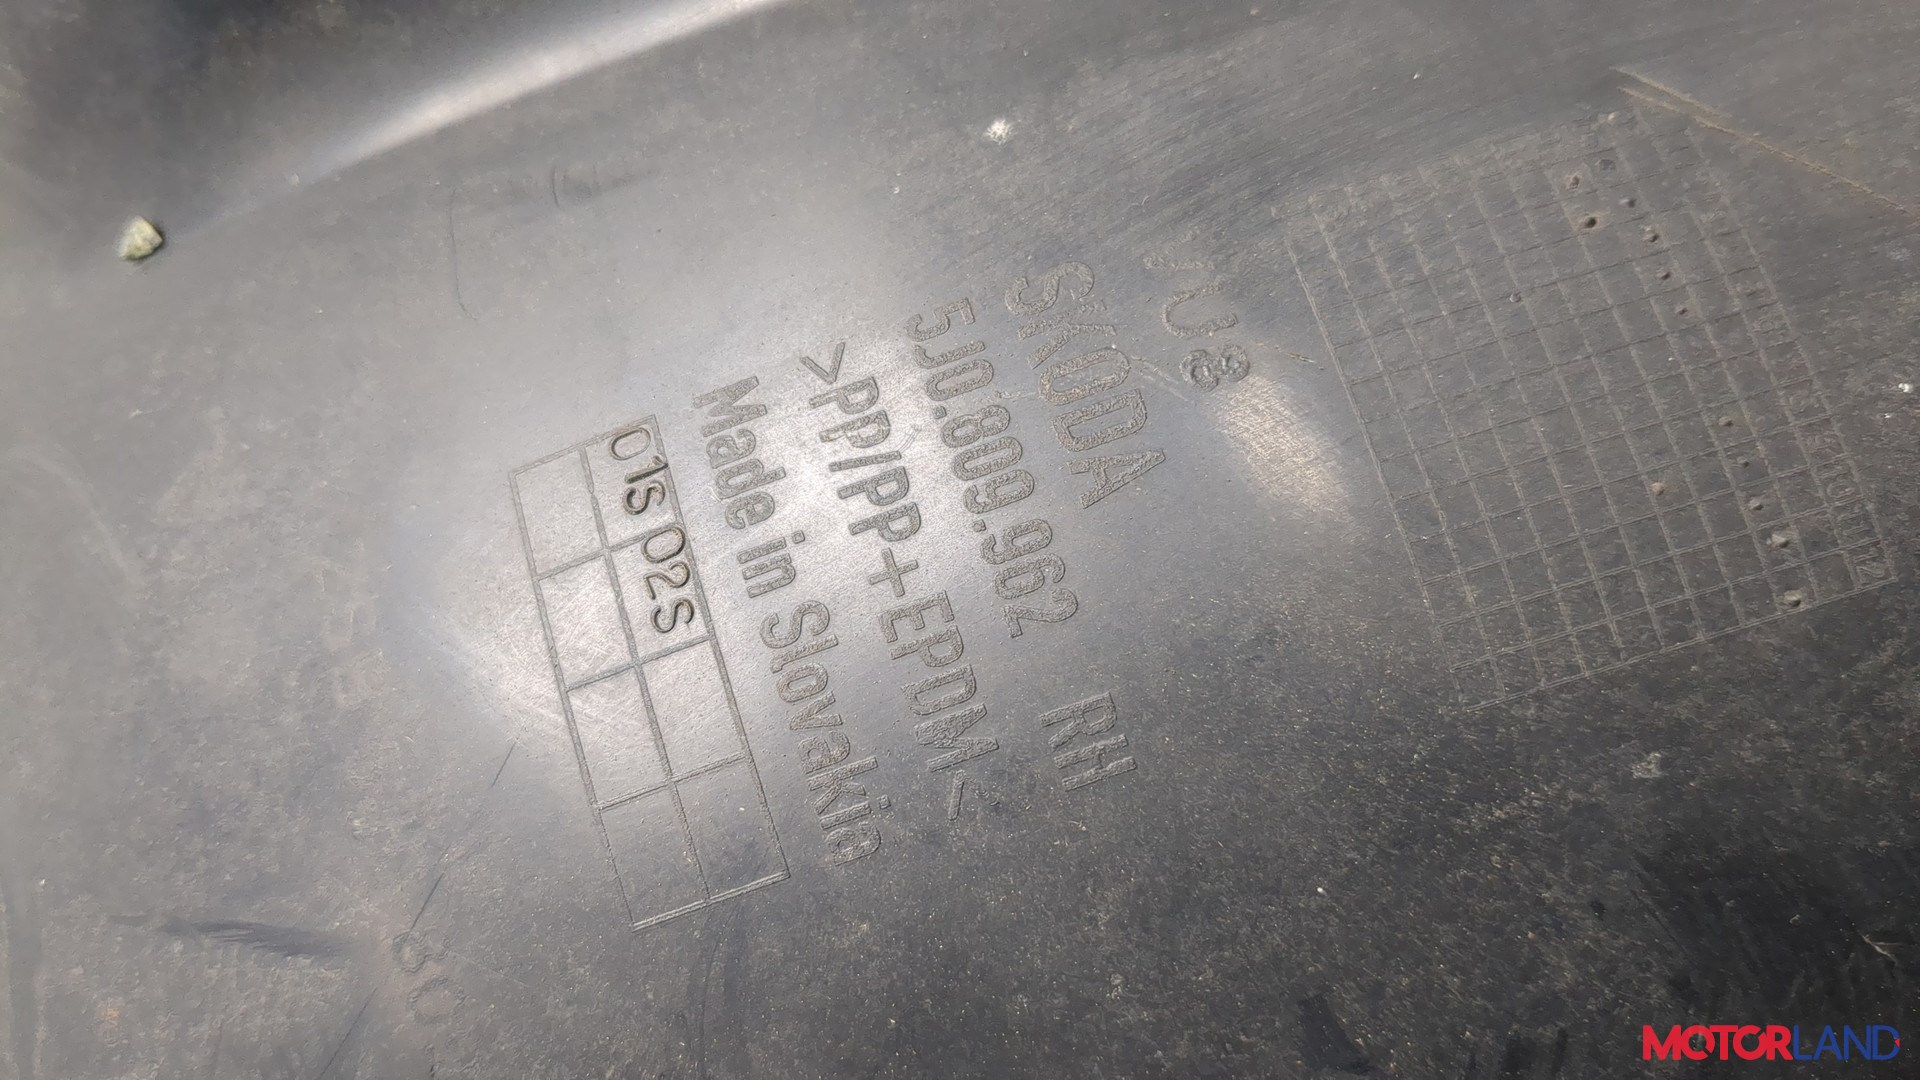 SKODA
5J0.809.962 RH
>PP/PP+EPDM<
Made in Slovakia
01S 02S
MOTORLAND